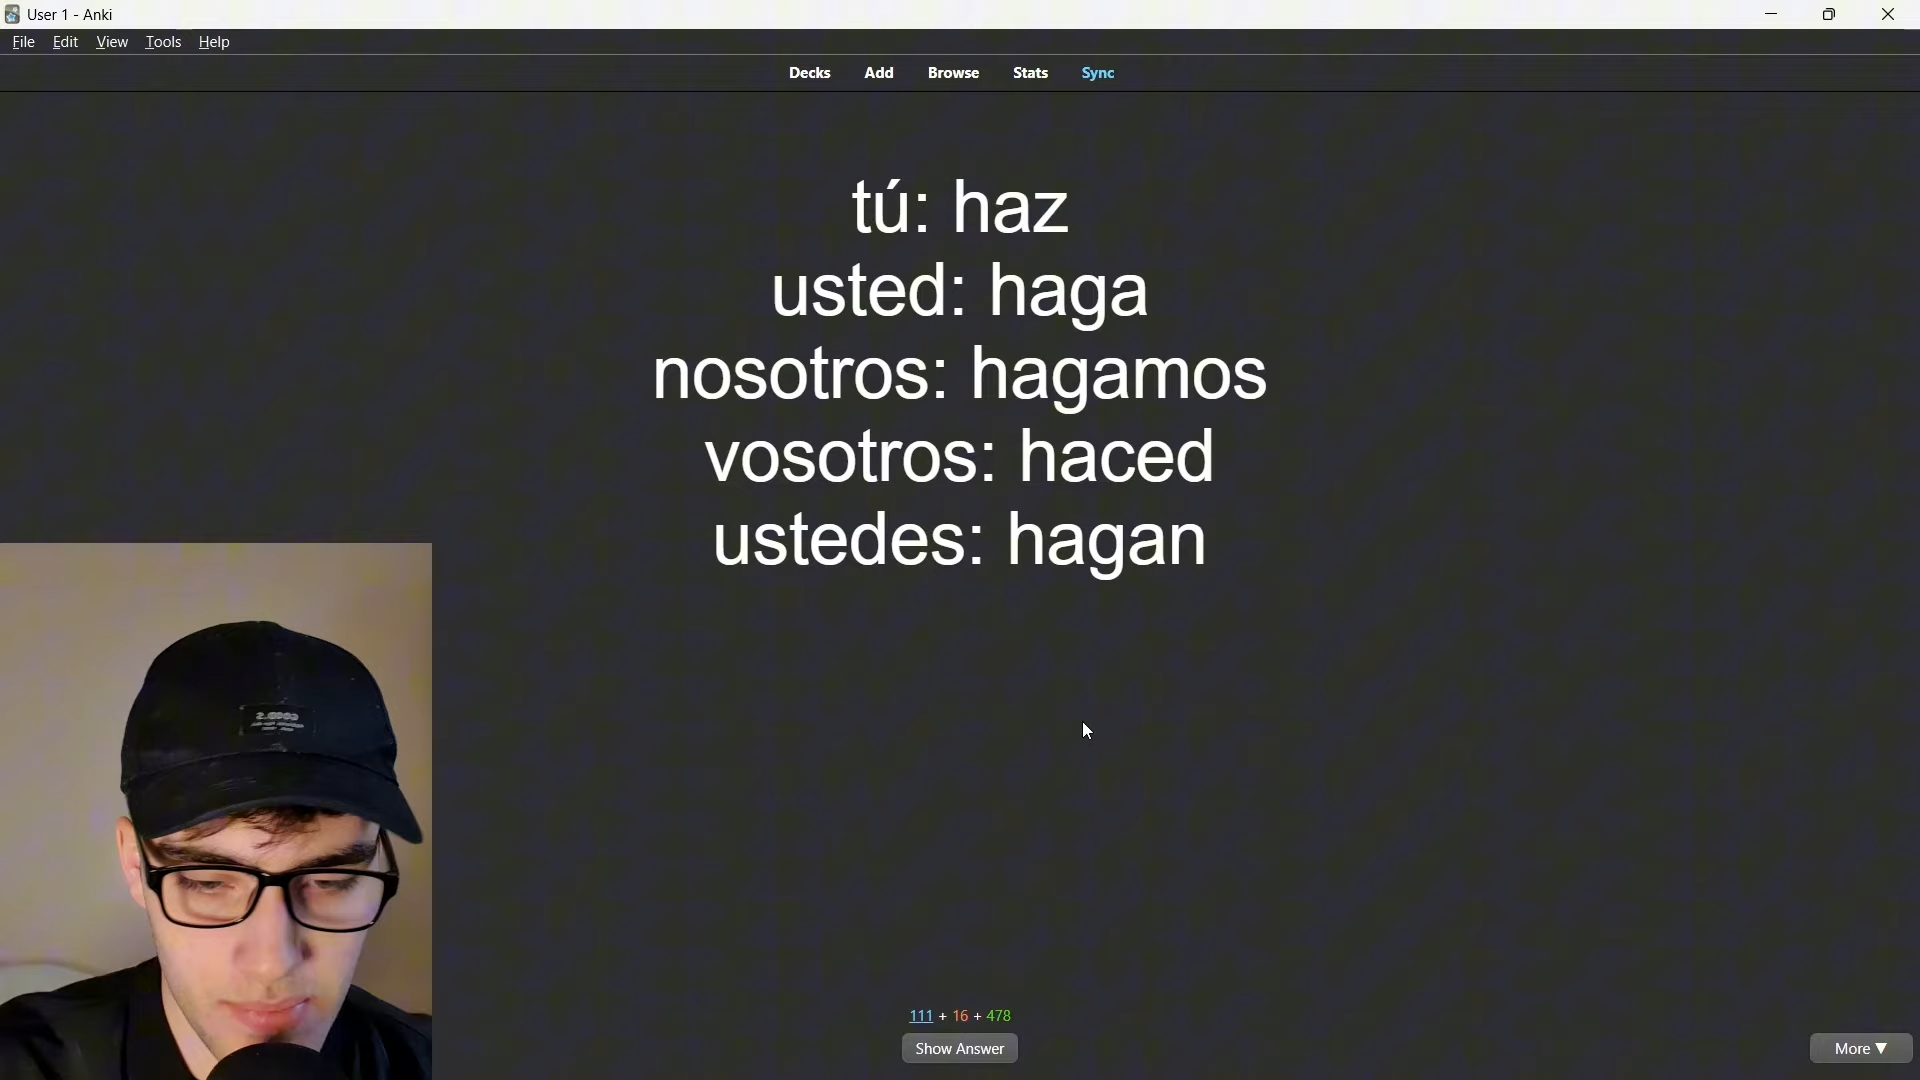 User 1 - Anki
File Edit View Tools Help
Decks Add Browse Stats Sync
tú: haz
usted: haga
nosotros: hagamos
vosotros: haced
ustedes: hagan
111 + 16 + 478
Show Answer
More ▼